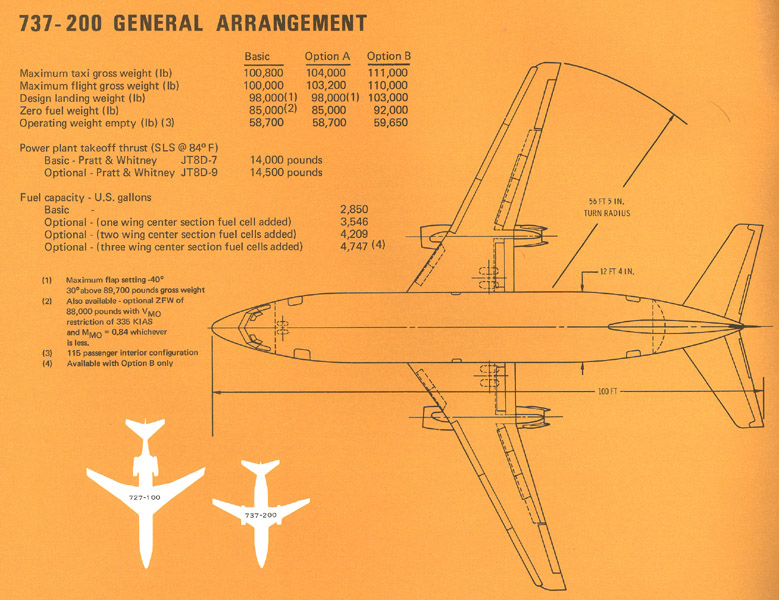 737-200 GENERAL ARRANGEMENT
Basic Option A Option B
Maximum taxi gross weight (lb) 100,800 104,000 111,000
Maximum flight gross weight (lb) 100,000 103,200 110,000
Design landing weight (lb) 98,000(1) 98,000(1) 103,000
Zero fuel weight (lb) 85,000(2) 85,000 92,000
Operating weight empty (lb) (3) 58,700 58,700 59,650
Power plant takeoff thrust (SLS @ 84° F)
Basic - Pratt & Whitney JT8D-7 14,000 pounds
Optional - Pratt & Whitney JT8D-9 14,500 pounds
Fuel capacity - U.S. gallons
Basic - 2,850
Optional - (one wing center section fuel cell added) 3,546
Optional - (two wing center section fuel cells added) 4,209
Optional - (three wing center section fuel cells added) 4,747 (4)
(1) Maximum flap setting -40°
30° above 89,700 pounds gross weight
(2) Also available - optional ZFW of
88,000 pounds with VMO
restriction of 335 KIAS
and MMO = 0.84 whichever
is less.
(3) 115 passenger interior configuration
(4) Available with Option B only
56 FT 5 IN.
TURN RADIUS
12 FT 4 IN.
100 FT
727-100
737-200